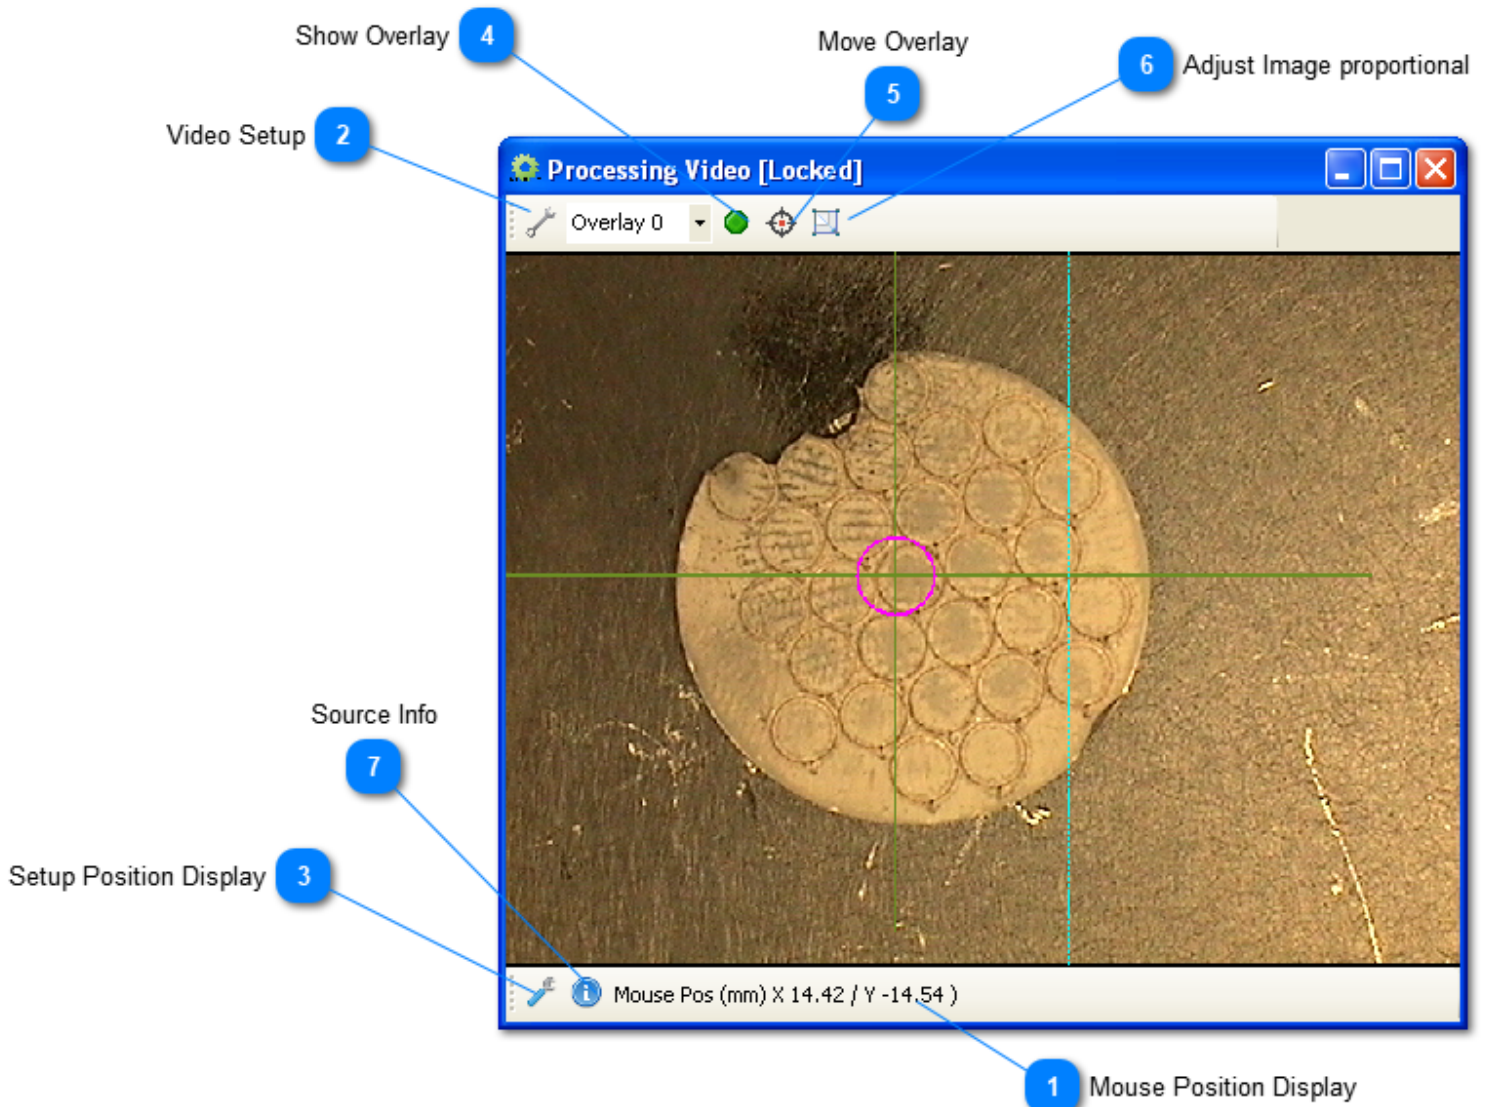 Show Overlay 4
Move Overlay
5
6 Adjust Image proportional
Video Setup 2
Processing Video [Locked]
Overlay 0
Source Info
7
Setup Position Display 3
Mouse Pos (mm) X 14.42 / Y -14.54 )
1 Mouse Position Display